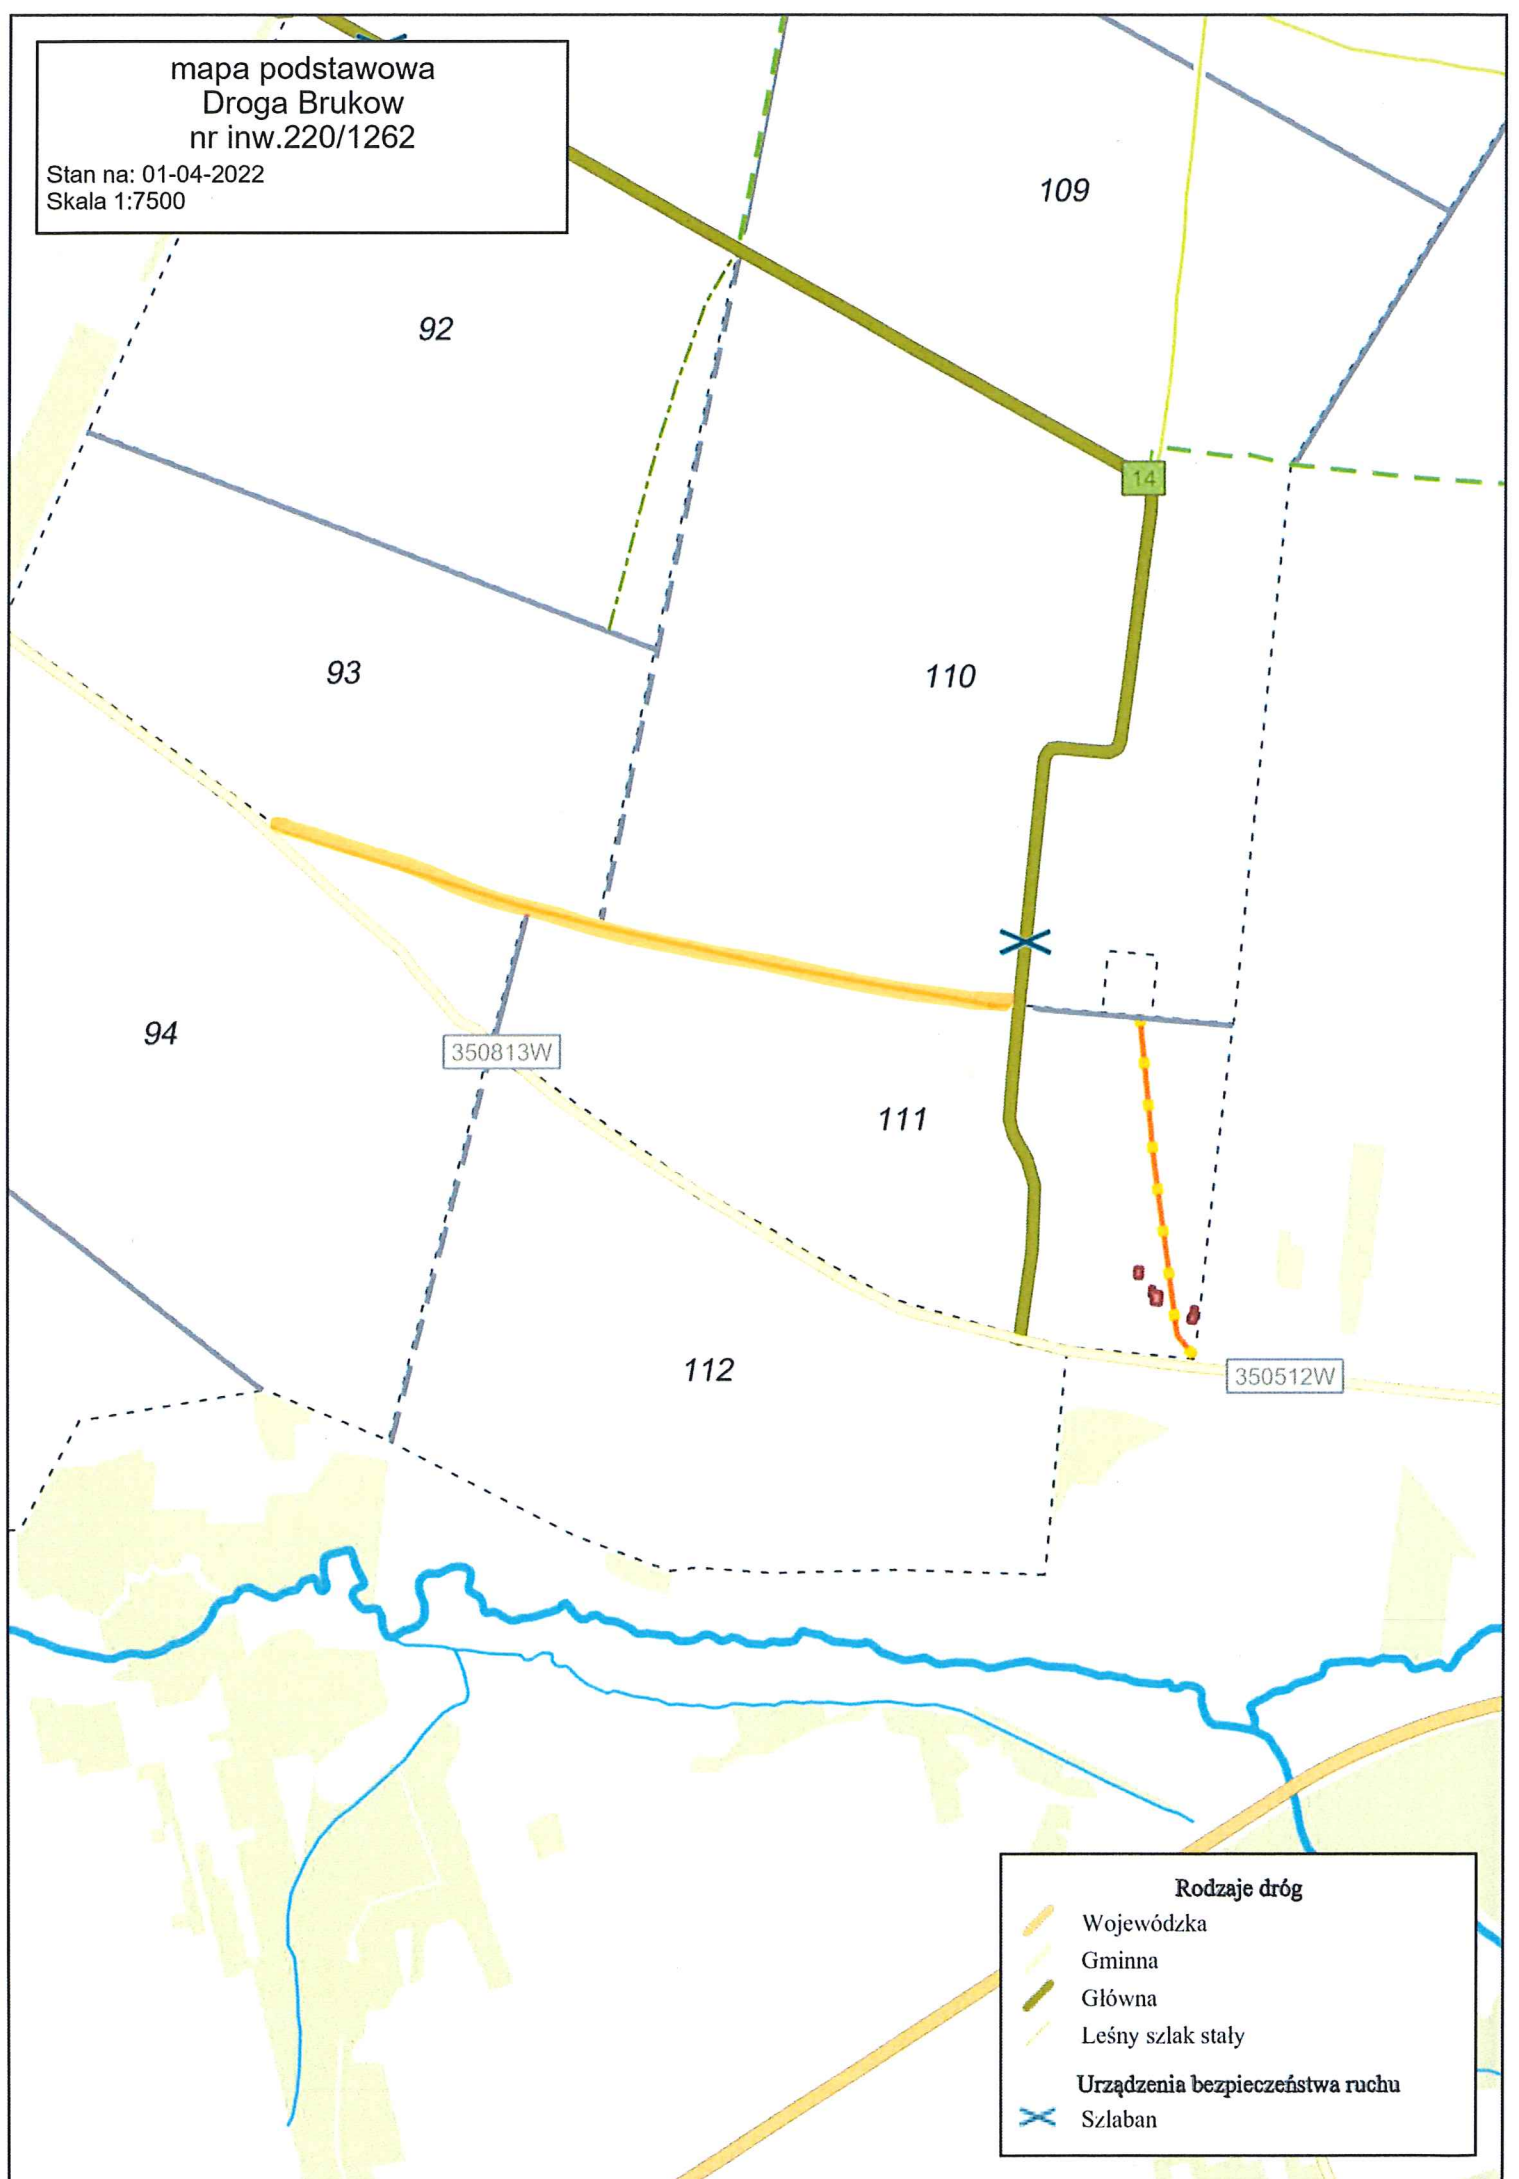 mapa podstawowa
Droga Brukow
nr inw.220/1262
Stan na: 01-04-2022
Skala 1:7500
109
92
14
93
110
94
350813W
111
112
350512W
Rodzaje dróg
Wojewódzka
Gminna
Główna
Leśny szlak stały
Urządzenia bezpieczeństwa ruchu
Szlaban